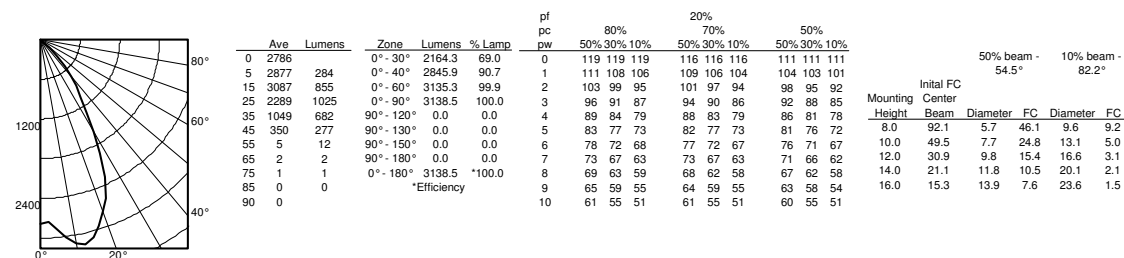 80°
60°
40°
20°
0°
1200
2400
Ave Lumens
0 2786
5 2877 284
15 3087 855
25 2289 1025
35 1049 682
45 350 277
55 5 12
65 2 2
75 1 1
85 0 0
90 0
Zone Lumens % Lamp
0° - 30° 2164.3 69.0
0° - 40° 2845.9 90.7
0° - 60° 3135.3 99.9
0° - 90° 3138.5 100.0
90° - 120° 0.0 0.0
90° - 130° 0.0 0.0
90° - 150° 0.0 0.0
90° - 180° 0.0 0.0
0° - 180° 3138.5 *100.0
*Efficiency
pf 20%
pc 80% 70% 50%
pw 50% 30% 10% 50% 30% 10% 50% 30% 10%
0 119 119 119 116 116 116 111 111 111
1 111 108 106 109 106 104 104 103 101
2 103 99 95 101 97 94 98 95 92
3 96 91 87 94 90 86 92 88 85
4 89 84 79 88 83 79 86 81 78
5 83 77 73 82 77 73 81 76 72
6 78 72 68 77 72 67 76 71 67
7 73 67 63 73 67 63 71 66 62
8 69 63 59 68 62 58 67 62 58
9 65 59 55 64 59 55 63 58 54
10 61 55 51 61 55 51 60 55 51
50% beam - 10% beam -
54.5° 82.2°
Inital FC
Mounting Center
Height Beam Diameter FC Diameter FC
8.0 92.1 5.7 46.1 9.6 9.2
10.0 49.5 7.7 24.8 13.1 5.0
12.0 30.9 9.8 15.4 16.6 3.1
14.0 21.1 11.8 10.5 20.1 2.1
16.0 15.3 13.9 7.6 23.6 1.5